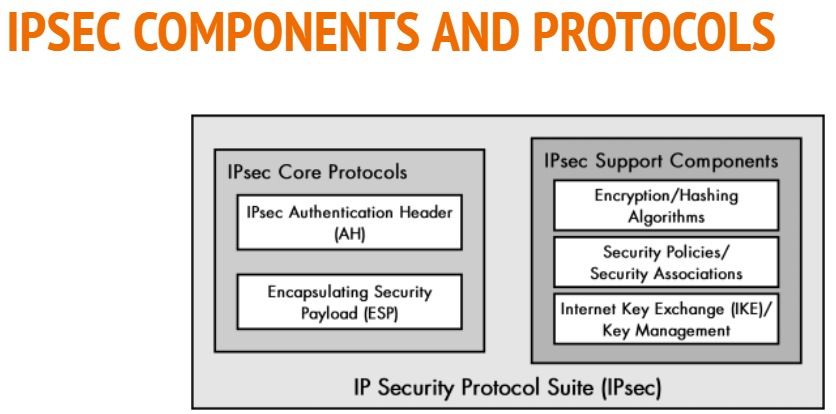 IPSEC COMPONENTS AND PROTOCOLS
IPsec Core Protocols
IPsec Authentication Header
(AH)
Encapsulating Security
Payload (ESP)
IPsec Support Components
Encryption/Hashing
Algorithms
Security Policies/
Security Associations
Internet Key Exchange (IKE)/
Key Management
IP Security Protocol Suite (IPsec)